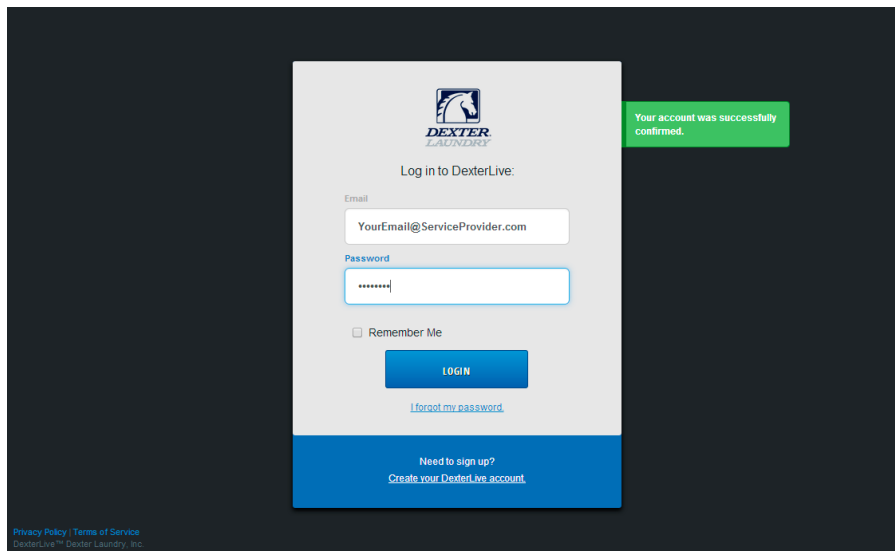 DEXTER
LAUNDRY
Your account was successfully
confirmed.
Log in to DexterLive:
Email
YourEmail@ServiceProvider.com
Password
••••••••
Remember Me
LOGIN
I forgot my password.
Need to sign up?
Create your DexterLive account.
Privacy Policy | Terms of Service
DexterLive™ Dexter Laundry, Inc.